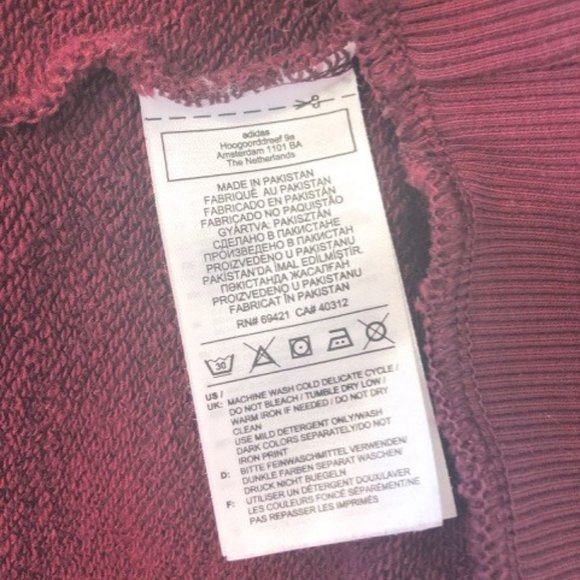 adidas
Hoogoorddreef 9a
Amsterdam 1101 BA
The Netherlands
MADE IN PAKISTAN
FABRIQUÉ AU PAKISTAN
FABRICADO EN PAKISTÁN
FABRICADO NO PAQUISTÃO
GYÁRTVA: PAKISZTÁN
СДЕЛАНО В ПАКИСТАНЕ
ПРОИЗВЕДЕНО В ПАКИСТАН
PROIZVEDENO U PAKISTANU
PAKİSTAN'DA İMAL EDİLMİŞTİR.
ПӘКІСТАНДА ЖАСАЛҒАН
PROIZVEDENO U PAKISTANU
FABRICAT ÎN PAKISTAN
RN# 69421 CA# 40312
30
US /
UK: MACHINE WASH COLD DELICATE CYCLE /
DO NOT BLEACH / TUMBLE DRY LOW /
WARM IRON IF NEEDED / DO NOT DRY
CLEAN
USE MILD DETERGENT ONLY/WASH
DARK COLORS SEPARATELY/DO NOT
IRON PRINT
D: BITTE FEINWASCHMITTEL VERWENDEN/
DUNKLE FARBEN SEPARAT WASCHEN/
DRUCK NICHT BUEGELN
F: UTILISER UN DÉTERGENT DOUX/LAVER
LES COULEURS FONCÉ SÉPARÉMENT/NE
PAS REPASSER LES IMPRIMÉS